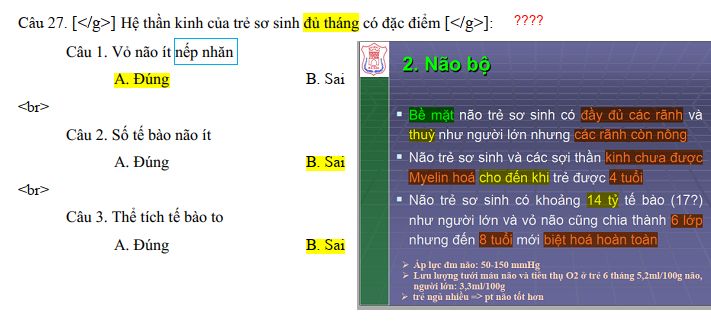 Câu 27. [</g>] Hệ thần kinh của trẻ sơ sinh đủ tháng có đặc điểm [</g>]: ????
Câu 1. Vỏ não ít nếp nhăn
A. Đúng B. Sai
<br>
Câu 2. Số tế bào não ít
A. Đúng B. Sai
<br>
Câu 3. Thể tích tế bào to
A. Đúng B. Sai
2. Não bộ
▪ Bề mặt não trẻ sơ sinh có đầy đủ các rãnh và
thuỳ như người lớn nhưng các rãnh còn nông
▪ Não trẻ sơ sinh và các sợi thần kinh chưa được
Myelin hoá cho đến khi trẻ được 4 tuổi
▪ Não trẻ sơ sinh có khoảng 14 tỷ tế bào (17?)
như người lớn và vỏ não cũng chia thành 6 lớp
nhưng đến 8 tuổi mới biệt hoá hoàn toàn
➢ Áp lực đm não: 50-150 mmHg
➢ Lưu lượng tưới máu não và tiêu thụ O2 ở trẻ 6 tháng 5,2ml/100g não,
người lớn: 3,3ml/100g
➢ trẻ ngủ nhiều => pt não tốt hơn